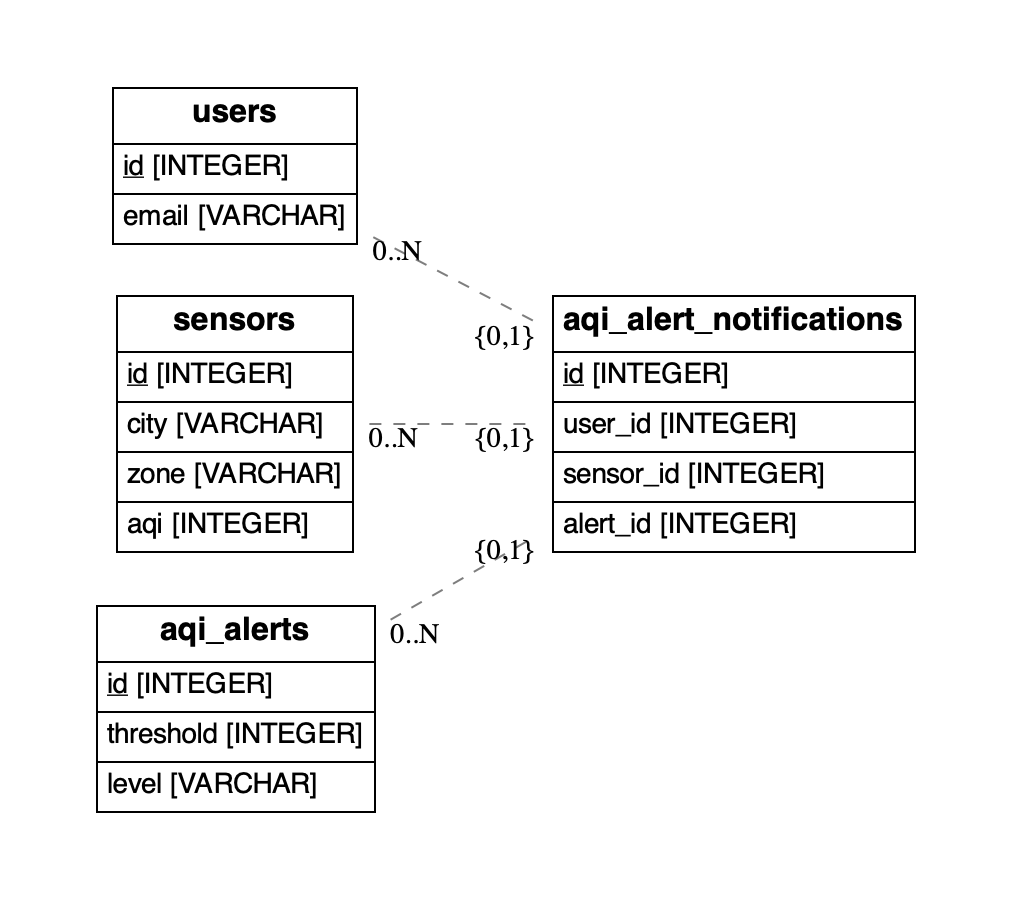 users
id [INTEGER]
email [VARCHAR]
0..N
{0,1}
sensors
id [INTEGER]
city [VARCHAR]
zone [VARCHAR]
aqi [INTEGER]
0..N
{0,1}
aqi_alert_notifications
id [INTEGER]
user_id [INTEGER]
sensor_id [INTEGER]
alert_id [INTEGER]
{0,1}
0..N
aqi_alerts
id [INTEGER]
threshold [INTEGER]
level [VARCHAR]